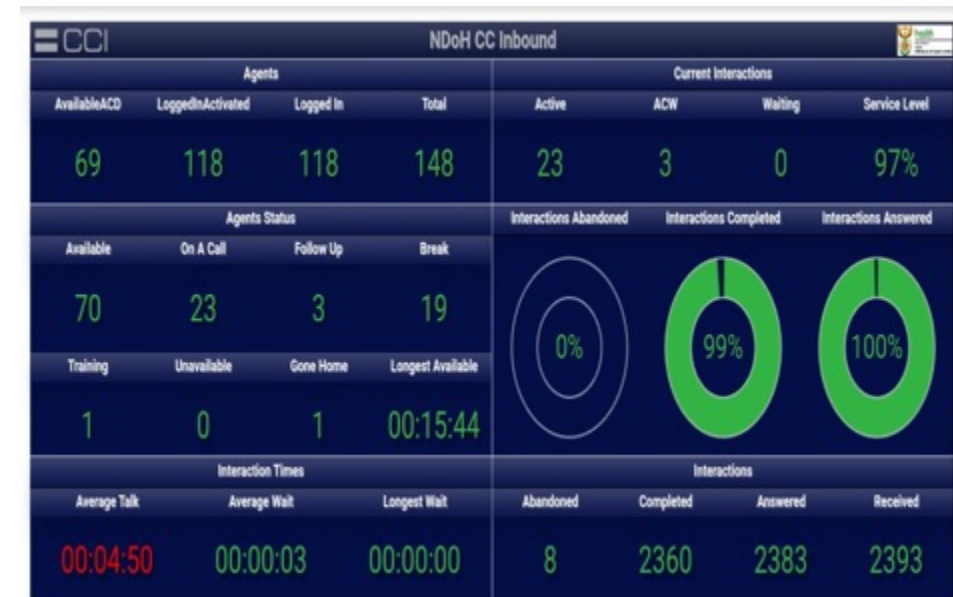 CCI NDoH CC Inbound health
Agents Current Interactions
AvailableACD LoggedInActivated Logged In Total Active ACW Waiting Service Level
69 118 118 148 23 3 0 97%
Agents Status Interactions Abandoned Interactions Completed Interactions Answered
Available On A Call Follow Up Break
70 23 3 19
0% 99% 100%
Training Unavailable Gone Home Longest Available
1 0 1 00:15:44
Interaction Times Interactions
Average Talk Average Wait Longest Wait Abandoned Completed Answered Received
00:04:50 00:00:03 00:00:00 8 2360 2383 2393